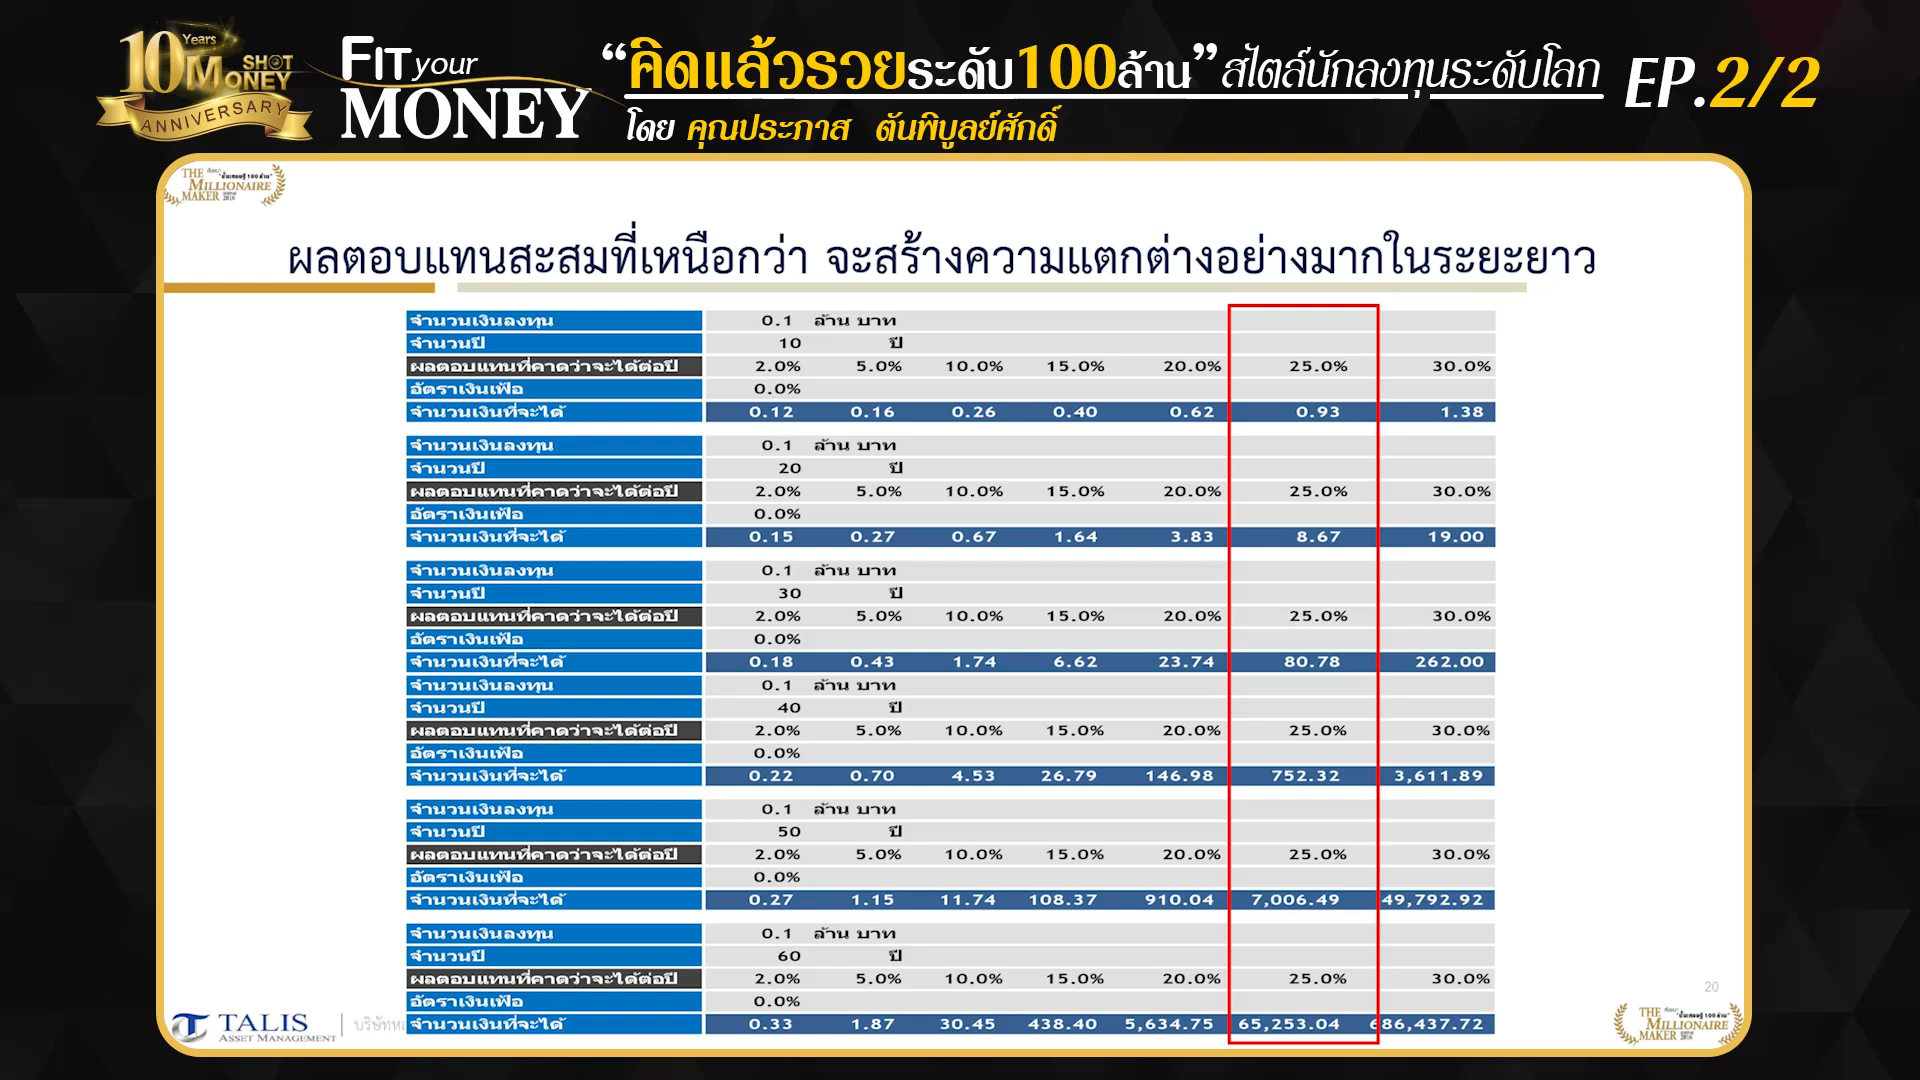 10 Years
SHOT
MONEY
ANNIVERSARY
FIT your
MONEY
“คิดแล้วรวยระดับ100ล้าน” สไตล์นักลงทุนระดับโลก EP.2/2
โดย คุณประภาส ตันพิบูลย์ศักดิ์
THE
MILLIONAIRE
MAKER
"ปั้นเศรษฐี 100 ล้าน"
2016
ผลตอบแทนสะสมที่เหนือกว่า จะสร้างความแตกต่างอย่างมากในระยะยาว
จำนวนเงินลงทุน 0.1 ล้าน บาท
จำนวนปี 10 ปี
ผลตอบแทนที่คาดว่าจะได้ต่อปี 2.0% 5.0% 10.0% 15.0% 20.0% 25.0% 30.0%
อัตราเงินเฟ้อ 0.0%
จำนวนเงินที่จะได้ 0.12 0.16 0.26 0.40 0.62 0.93 1.38
จำนวนเงินลงทุน 0.1 ล้าน บาท
จำนวนปี 20 ปี
ผลตอบแทนที่คาดว่าจะได้ต่อปี 2.0% 5.0% 10.0% 15.0% 20.0% 25.0% 30.0%
อัตราเงินเฟ้อ 0.0%
จำนวนเงินที่จะได้ 0.15 0.27 0.67 1.64 3.83 8.67 19.00
จำนวนเงินลงทุน 0.1 ล้าน บาท
จำนวนปี 30 ปี
ผลตอบแทนที่คาดว่าจะได้ต่อปี 2.0% 5.0% 10.0% 15.0% 20.0% 25.0% 30.0%
อัตราเงินเฟ้อ 0.0%
จำนวนเงินที่จะได้ 0.18 0.43 1.74 6.62 23.74 80.78 262.00
จำนวนเงินลงทุน 0.1 ล้าน บาท
จำนวนปี 40 ปี
ผลตอบแทนที่คาดว่าจะได้ต่อปี 2.0% 5.0% 10.0% 15.0% 20.0% 25.0% 30.0%
อัตราเงินเฟ้อ 0.0%
จำนวนเงินที่จะได้ 0.22 0.70 4.53 26.79 146.98 752.32 3,611.89
จำนวนเงินลงทุน 0.1 ล้าน บาท
จำนวนปี 50 ปี
ผลตอบแทนที่คาดว่าจะได้ต่อปี 2.0% 5.0% 10.0% 15.0% 20.0% 25.0% 30.0%
อัตราเงินเฟ้อ 0.0%
จำนวนเงินที่จะได้ 0.27 1.15 11.74 108.37 910.04 7,006.49 49,792.92
จำนวนเงินลงทุน 0.1 ล้าน บาท
จำนวนปี 60 ปี
ผลตอบแทนที่คาดว่าจะได้ต่อปี 2.0% 5.0% 10.0% 15.0% 20.0% 25.0% 30.0%
อัตราเงินเฟ้อ 0.0%
จำนวนเงินที่จะได้ 0.33 1.87 30.45 438.40 5,634.75 65,253.04 686,437.72
20
TALIS
ASSET MANAGEMENT
THE
MILLIONAIRE
MAKER
"ปั้นเศรษฐี 100 ล้าน"
2016